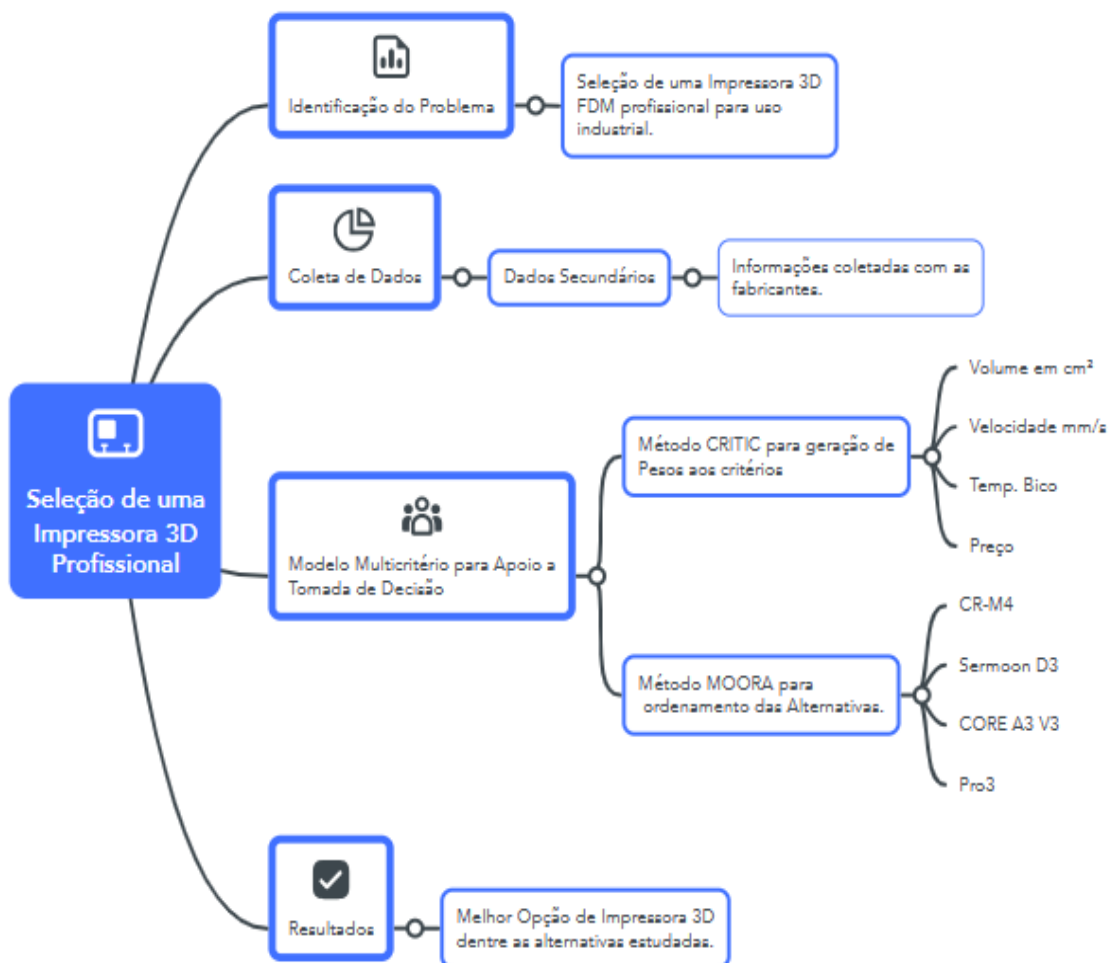 Identificação do Problema
Seleção de uma Impressora 3D
FDM profissional para uso
industrial.
Coleta de Dados
Dados Secundários
Informações coletadas com as
fabricantes.
Seleção de uma
Impressora 3D
Profissional
Modelo Multicritério para Apoio a
Tomada de Decisão
Método CRITIC para geração de
Pesos aos critérios
Volume em cm²
Velocidade mm/s
Temp. Bico
Preço
Método MOORA para
ordenamento das Alternativas.
CR-M4
Sermoon D3
CORE A3 V3
Pro3
Resultados
Melhor Opção de Impressora 3D
dentre as alternativas estudadas.